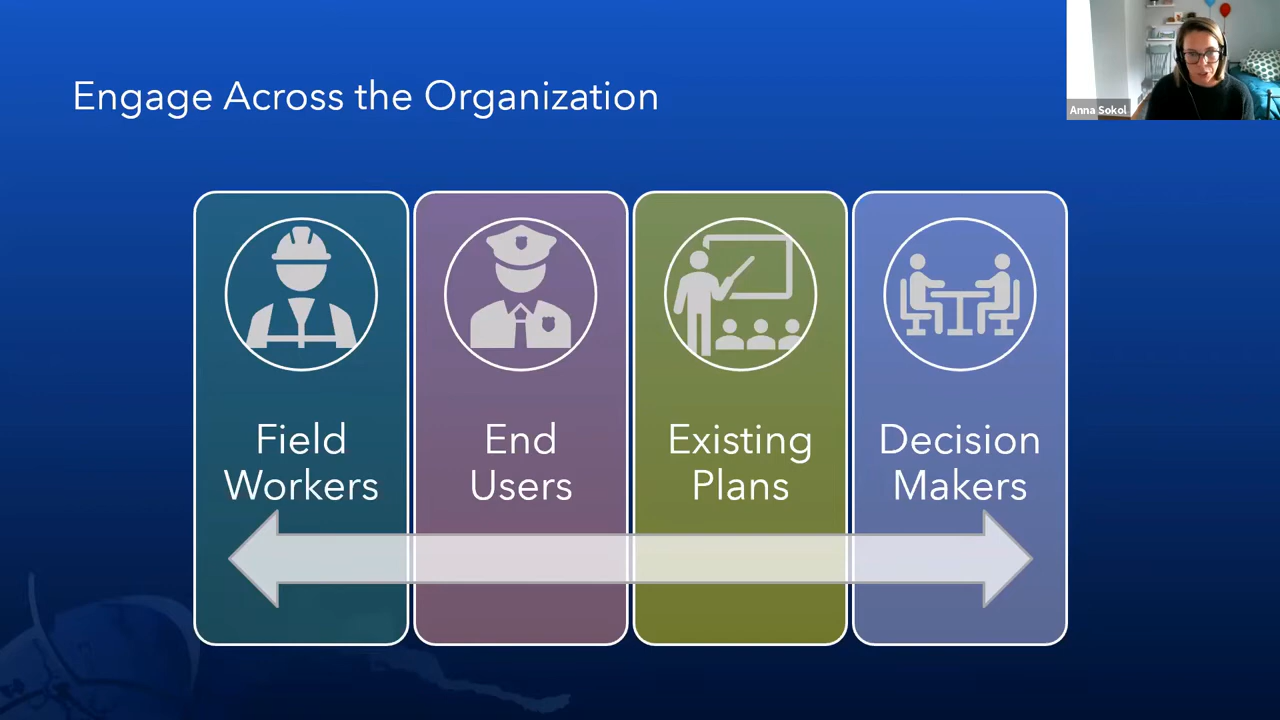 Engage Across the Organization
Anna Sokol
Field
Workers
End
Users
Existing
Plans
Decision
Makers